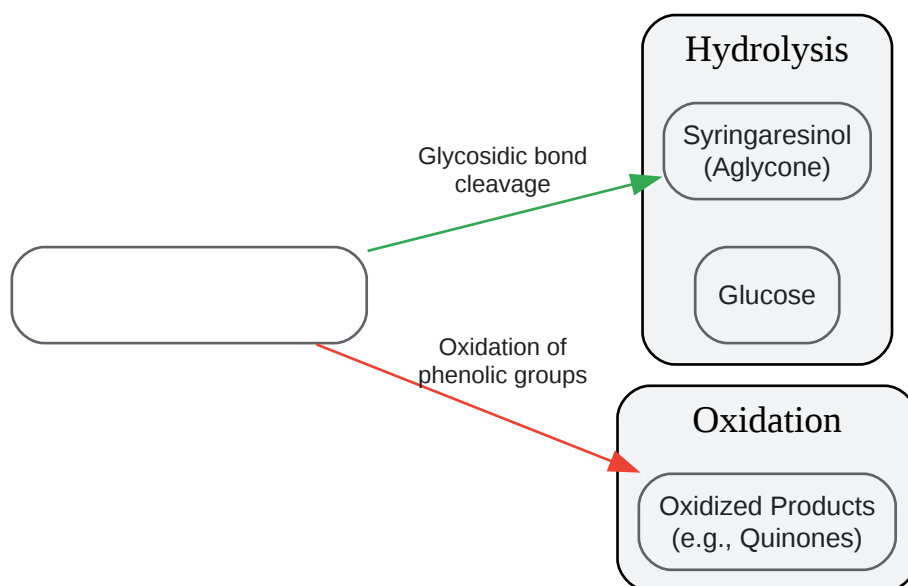 Hydrolysis
Syringaresinol
(Aglycone)
Glycosidic bond
cleavage
Glucose
Oxidation of
phenolic groups
Oxidation
Oxidized Products
(e.g., Quinones)